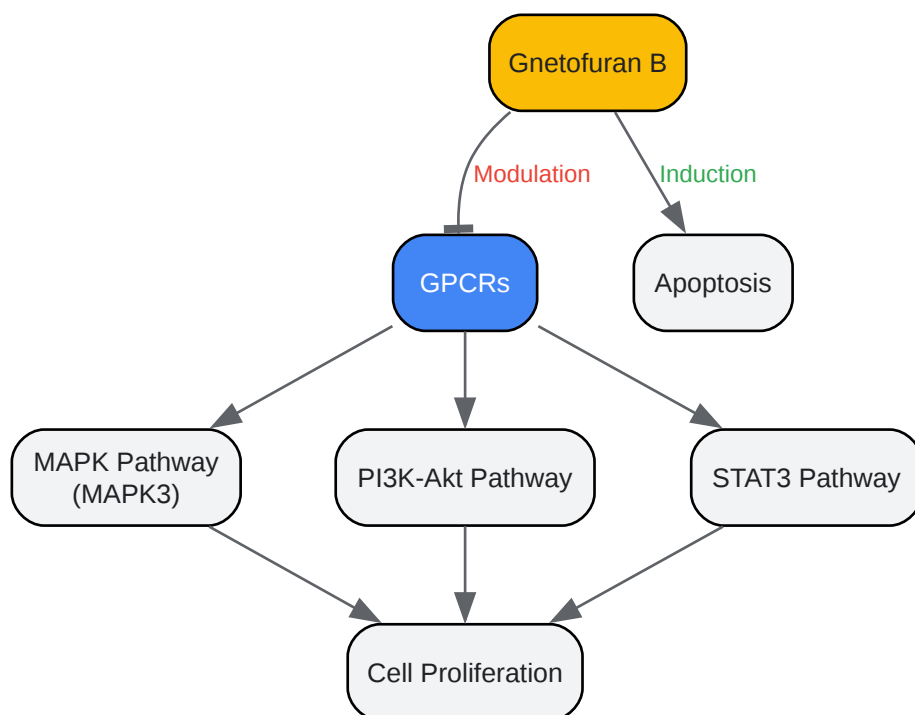 Gnetofuran B
Modulation
Induction
GPCRs
Apoptosis
MAPK Pathway
(MAPK3)
PI3K-Akt Pathway
STAT3 Pathway
Cell Proliferation